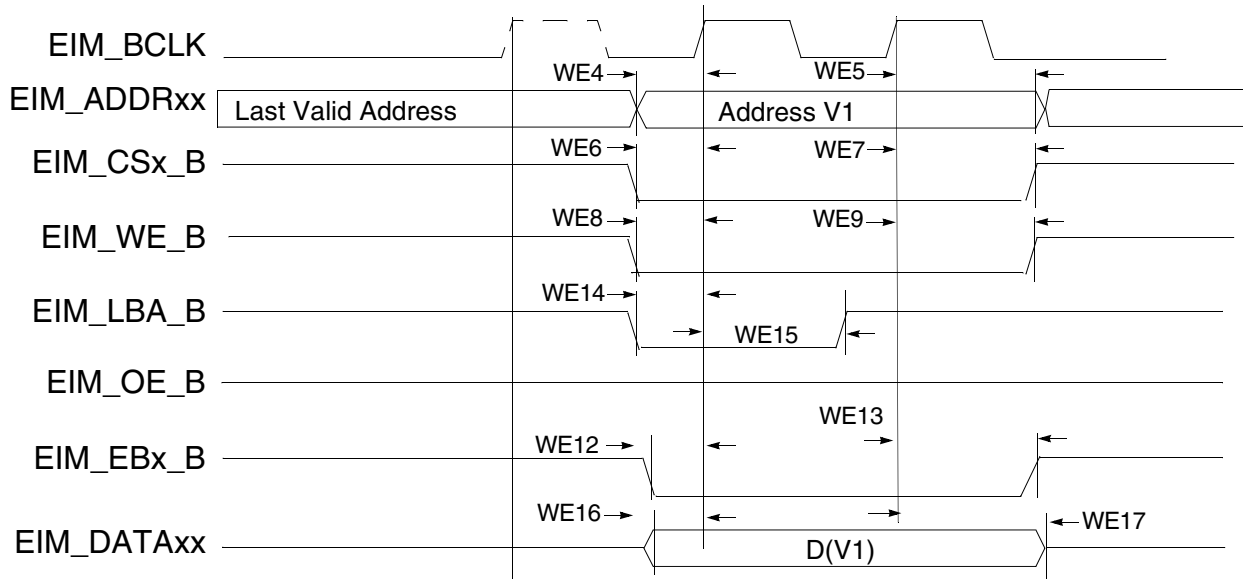 EIM_BCLK
WE4
WE5
EIM_ADDRxx
Last Valid Address
Address V1
WE6
WE7
EIM_CSx_B
WE8
WE9
EIM_WE_B
WE14
EIM_LBA_B
WE15
EIM_OE_B
WE13
WE12
EIM_EBx_B
WE16
WE17
EIM_DATAxx
D(V1)